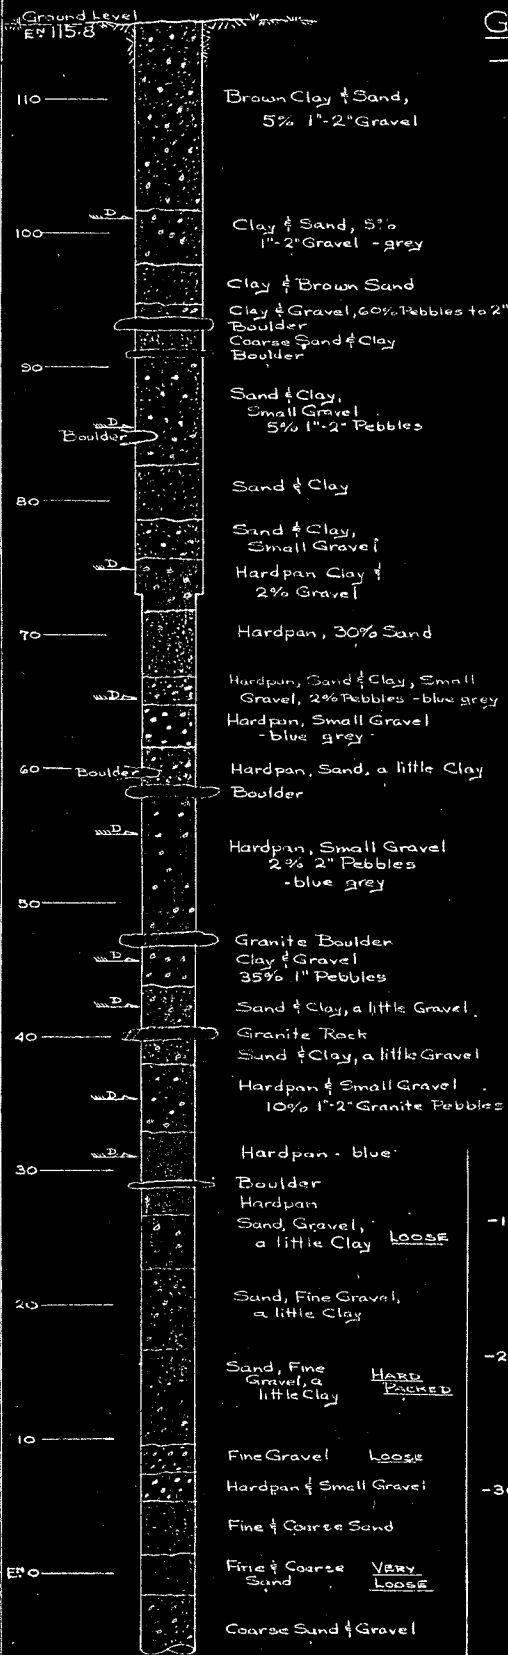 Ground Level
G
EN 115.8
110
Brown Clay & Sand,
5% 1"-2" Gravel
D
100
Clay & Sand, 5%
1"-2" Gravel - grey
Clay & Brown Sand
Clay & Gravel, 60% Pebbles to 2"
Boulder
Coarse Sand & Clay
Boulder
90
Sand & Clay,
Small Gravel
5% 1"-2" Pebbles
D
Boulder
Sand & Clay
80
Sand & Clay,
Small Gravel
D
Hardpan Clay &
2% Gravel
70
Hardpan, 30% Sand
Hardpan, Sand & Clay, Small
Gravel, 2% Pebbles - blue grey
D
Hardpan, Small Gravel
- blue grey
60
Boulder
Hardpan, Sand, a little Clay
Boulder
D
Hardpan, Small Gravel
2% 2" Pebbles
- blue grey
50
Granite Boulder
D
Clay & Gravel
35% 1" Pebbles
D
Sand & Clay, a little Gravel
40
Granite Rock
Sand & Clay, a little Gravel
Hardpan & Small Gravel
D
10% 1"-2" Granite Pebbles
D
Hardpan - blue
30
Boulder
Hardpan
Sand, Gravel,
a little Clay LOOSE
-1
20
Sand, Fine Gravel,
a little Clay
-2
Sand, Fine
Gravel, a
little Clay
HARD
PACKED
10
Fine Gravel LOOSE
Hardpan & Small Gravel
-30
Fine & Coarse Sand
EN 0
Fine & Coarse
Sand
VERY
LOOSE
Coarse Sand & Gravel